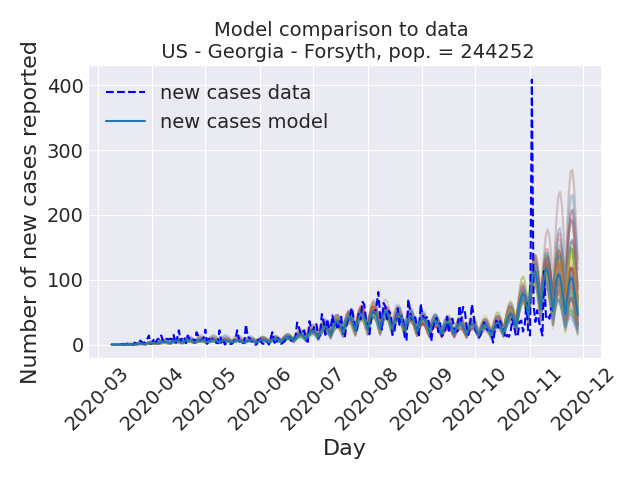 Model comparison to data
US - Georgia - Forsyth, pop. = 244252
Number of new cases reported
400
300
200
100
0
new cases data
new cases model
2020-03
2020-04
2020-05
2020-06
2020-07
2020-08
2020-09
2020-10
2020-11
2020-12
Day